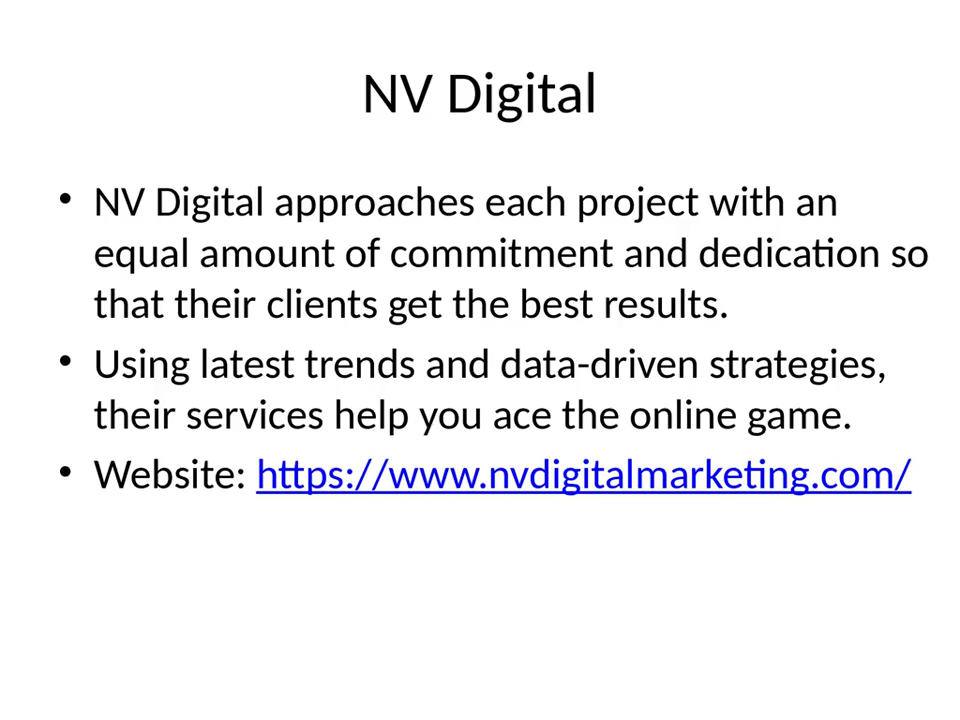 NV Digital
• NV Digital approaches each project with an
equal amount of commitment and dedication so
that their clients get the best results.
• Using latest trends and data-driven strategies,
their services help you ace the online game.
• Website: https://www.nvdigitalmarketing.com/